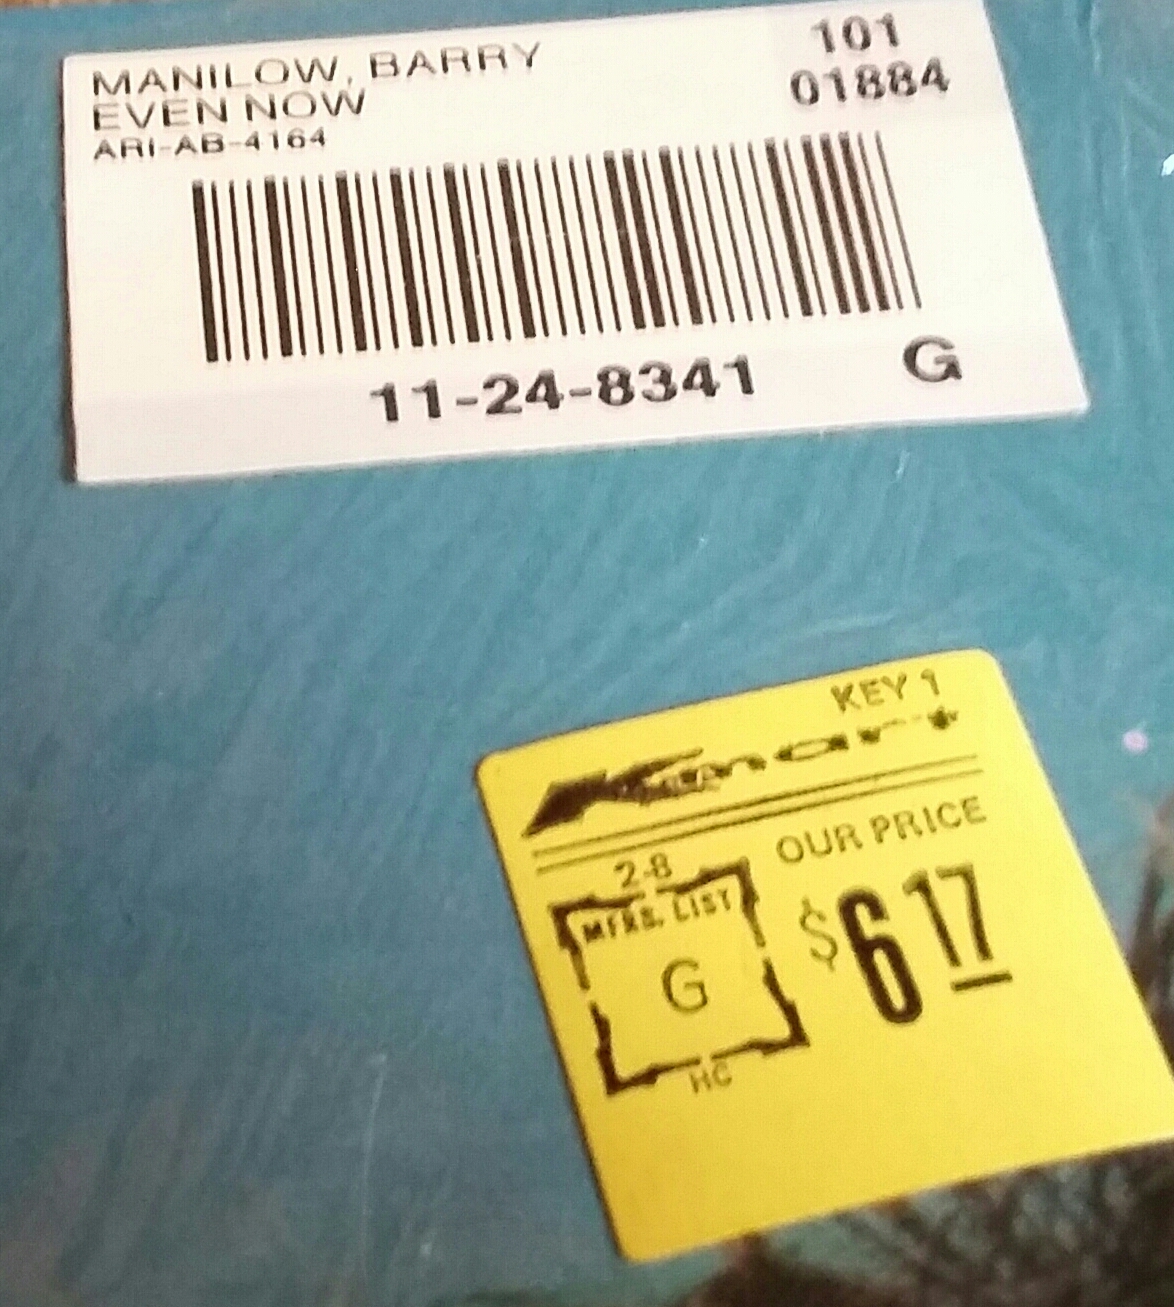 MANILOW, BARRY
EVEN NOW
ARI-AB-4164
101
01884
11-24-8341
G
KEY 1
Kmart
OUR PRICE
$6 17
2-8
MFRS. LIST
G
HC